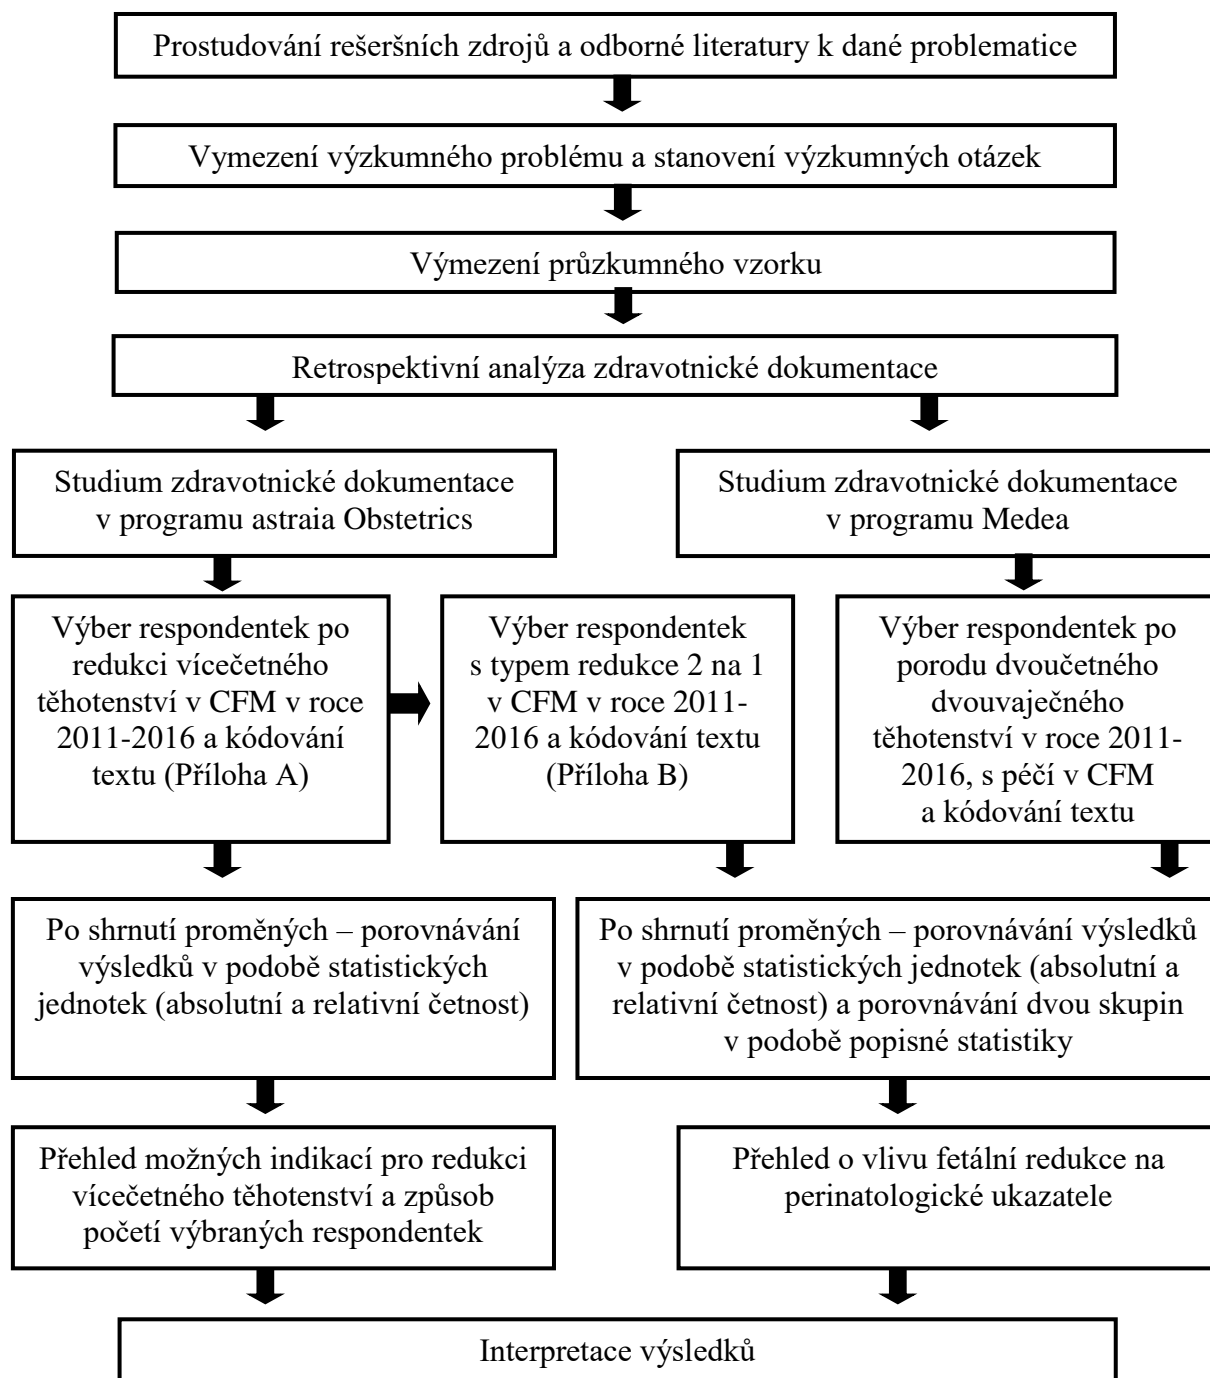 Prostudování rešeršních zdrojů a odborné literatury k dané problematice
Vymezení výzkumného problému a stanovení výzkumných otázek
Výmezení průzkumného vzorku
Retrospektivní analýza zdravotnické dokumentace
Studium zdravotnické dokumentace
v programu astraia Obstetrics
Studium zdravotnické dokumentace
v programu Medea
Výběr respondentek po
redukci vícečetného
těhotenství v CFM v roce
2011-2016 a kódování
textu (Příloha A)
Výběr respondentek
s typem redukce 2 na 1
v CFM v roce 2011-
2016 a kódování textu
(Příloha B)
Výběr respondentek po
porodu dvoučetného
dvouvaječného
těhotenství v roce 2011-
2016, s péčí v CFM
a kódování textu
Po shrnutí proměných – porovnávání
výsledků v podobě statistických
jednotek (absolutní a relativní četnost)
Po shrnutí proměných – porovnávání výsledků
v podobě statistických jednotek (absolutní a
relativní četnost) a porovnávání dvou skupin
v podobě popisné statistiky
Přehled možných indikací pro redukci
vícečetného těhotenství a způsob
početí výbraných respondentek
Přehled o vlivu fetální redukce na
perinatologické ukazatele
Interpretace výsledků